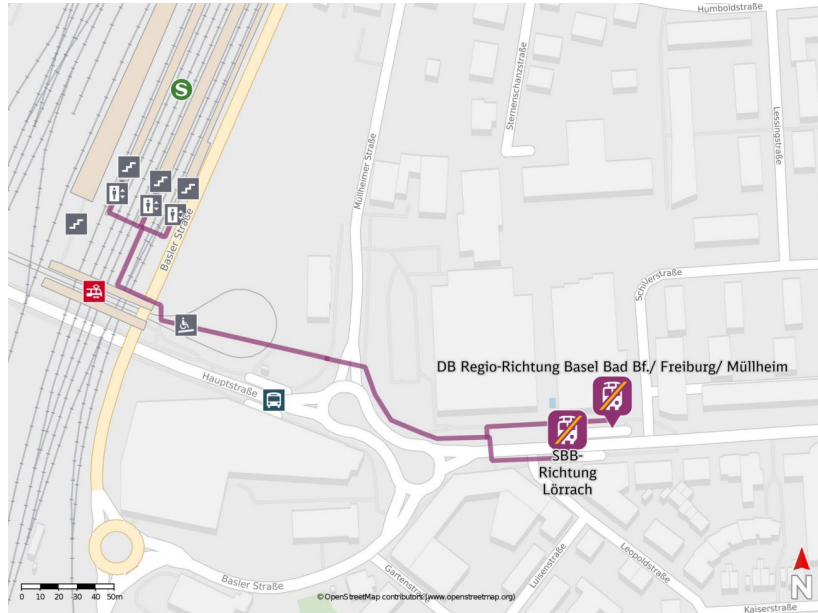 Humboldtstraße
S
Sternenschanzstraße
Lessingstraße
Müllheimer Straße
Basler Straße
Schillerstraße
DB Regio-Richtung Basel Bad Bf./ Freiburg/ Müllheim
Hauptstraße
SBB-
Richtung
Lörrach
Leopoldstraße
Luisenstraße
Gartenstraße
Basler Straße
0 10 20 30 40 50m
©OpenStreetMap contributors (www.openstreetmap.org)
N
Kaiserstraße